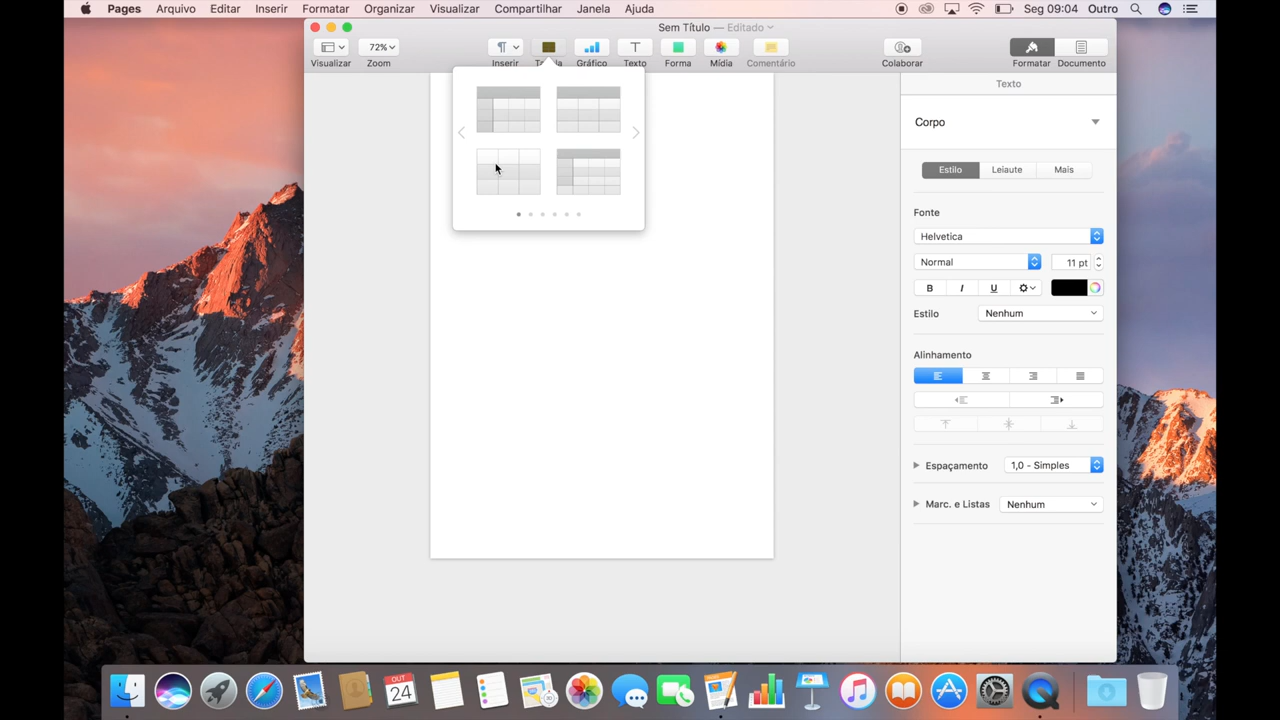 Pages Arquivo Editar Inserir Formatar Organizar Visualizar Compartilhar Janela Ajuda Seg 09:04 Outro
Sem Título — Editado
72%
Visualizar Zoom Inserir Gráfico Texto Forma Mídia Comentário Colaborar Formatar Documento
Texto
Corpo
Estilo Leiaute Mais
Fonte
Helvetica
Normal 11 pt
B I U
Estilo Nenhum
Alinhamento
Espaçamento 1,0 - Simples
Marc. e Listas Nenhum
OUT
24